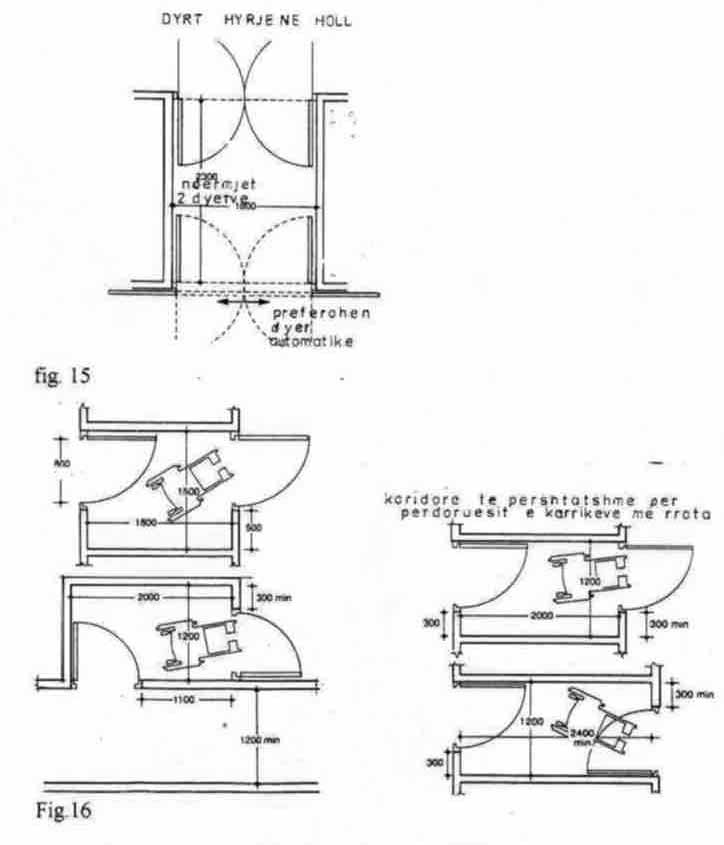 DYRT HYRJENE HOLL
2300
ndermjet
2 dyetve
1800
preferohen
dyer
automatike
fig. 15
800
1500
1800
500
2000
300 min
1200
1100
1200 min
Fig.16
koridore te pershtatshme per
perdoruesit e karrikeve me rrota
1200
2000
300
300 min
300 min
1200
2400
min.
300